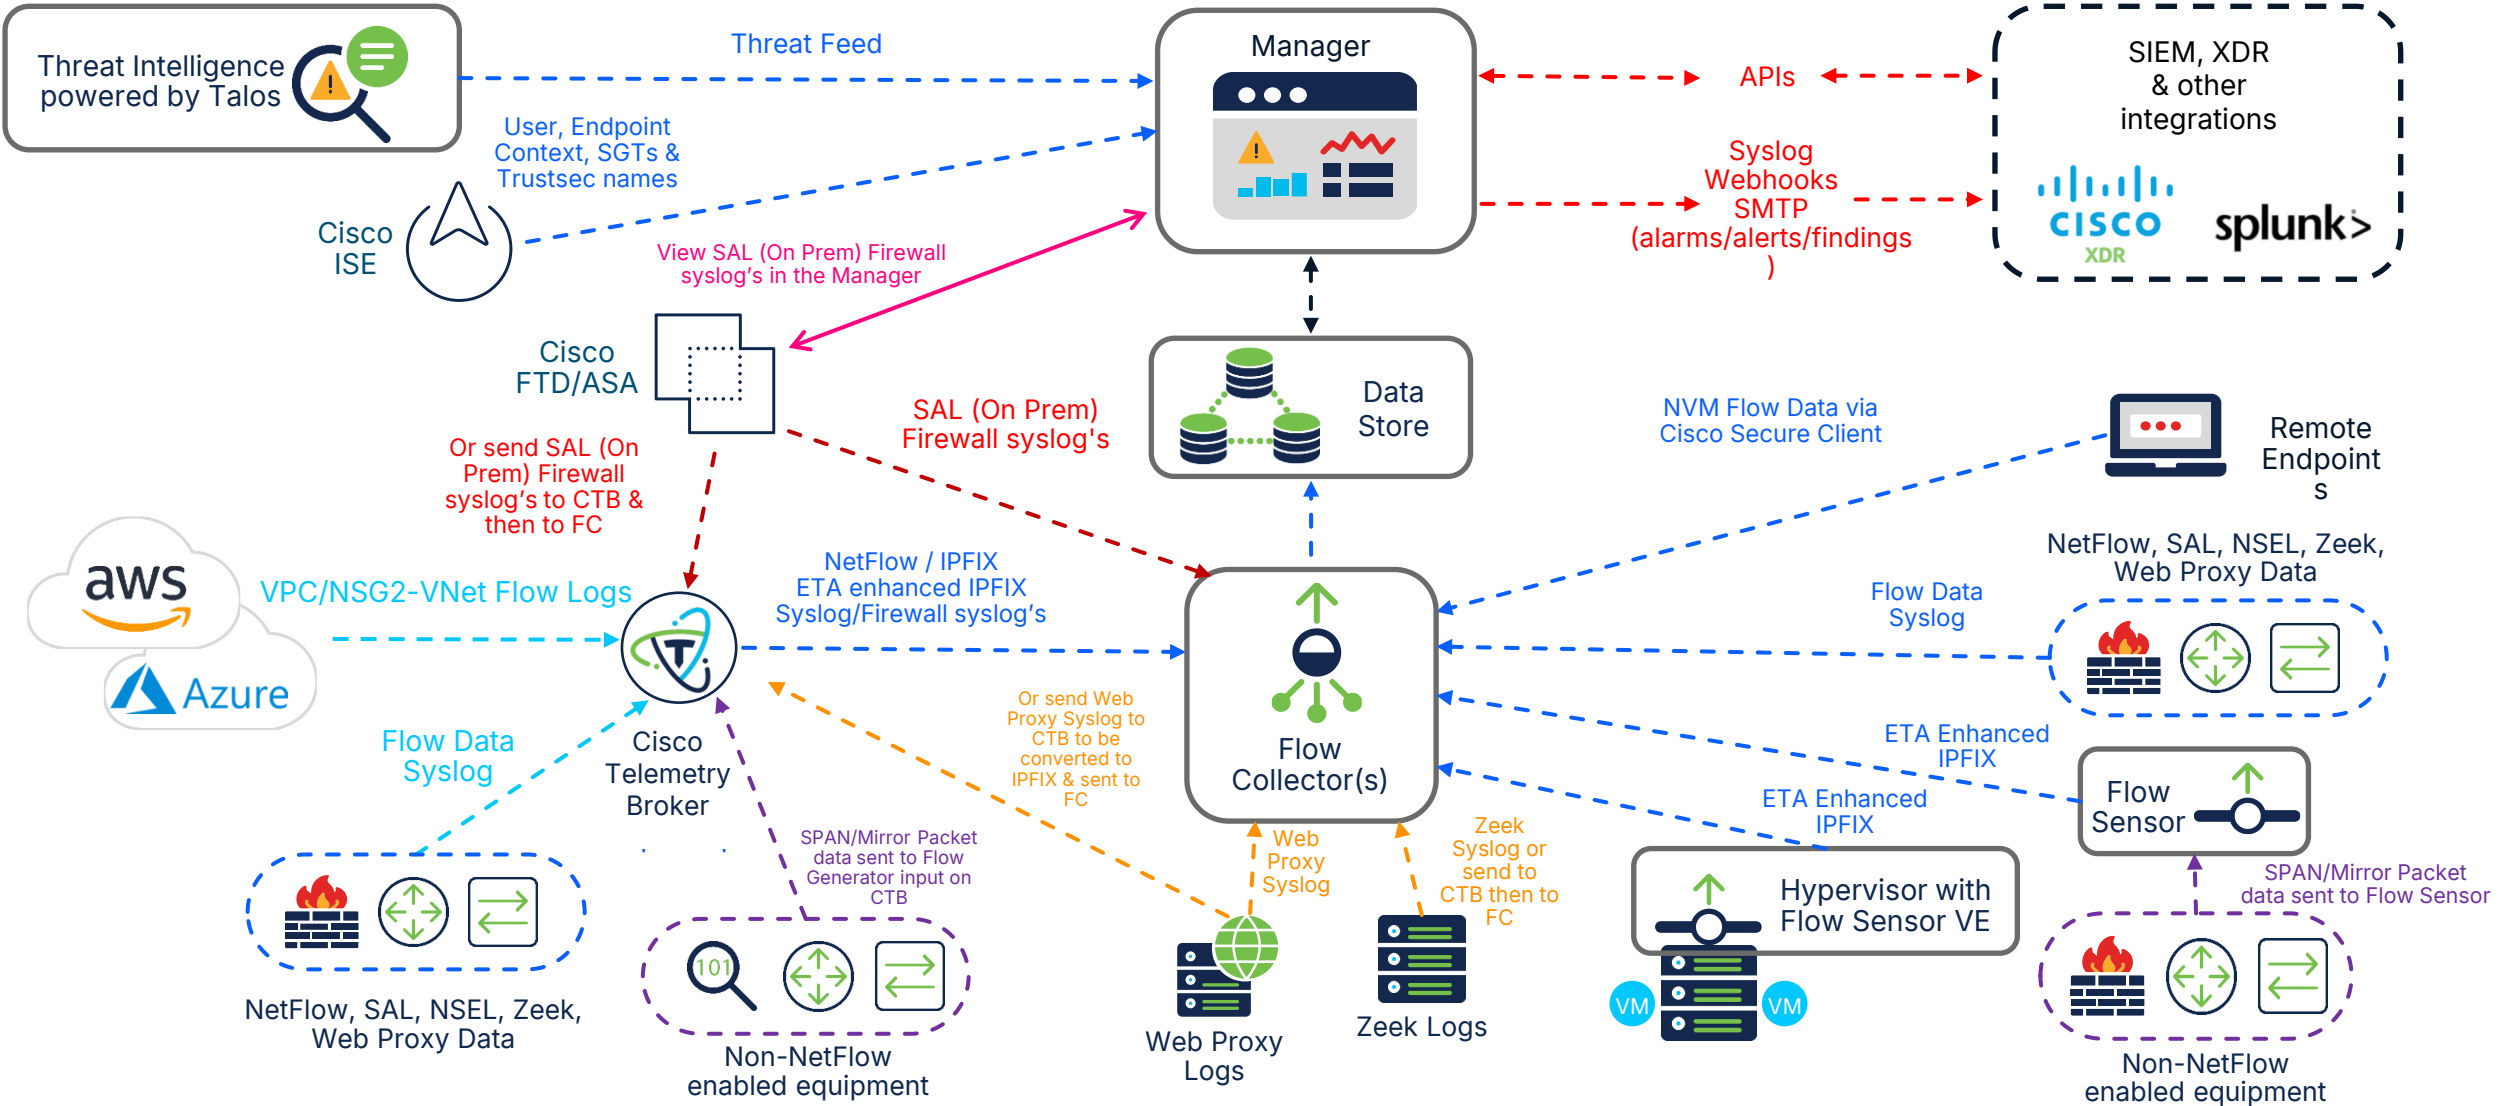 Threat Intelligence
powered by Talos
Threat Feed
Manager
APIs
SIEM, XDR
& other
integrations
User, Endpoint
Context, SGTs &
Trustsec names
Syslog
Webhooks
SMTP
(alarms/alerts/findings
)
CISCO
XDR
splunk>
Cisco
ISE
View SAL (On Prem) Firewall
syslog's in the Manager
Cisco
FTD/ASA
SAL (On Prem)
Firewall syslog's
Data
Store
NVM Flow Data via
Cisco Secure Client
Remote
Endpoint
s
Or send SAL (On
Prem) Firewall
syslog's to CTB &
then to FC
aws
Azure
VPC/NSG2-VNet Flow Logs
NetFlow / IPFIX
ETA enhanced IPFIX
Syslog/Firewall syslog's
NetFlow, SAL, NSEL, Zeek,
Web Proxy Data
Flow Data
Syslog
T
Flow Data
Syslog
Cisco
Telemetry
Broker
Or send Web
Proxy Syslog to
CTB to be
converted to
IPFIX & sent to
FC
Flow
Collector(s)
ETA Enhanced
IPFIX
Flow
Sensor
ETA Enhanced
IPFIX
SPAN/Mirror Packet
data sent to Flow
Generator input on
CTB
Web
Proxy
Syslog
Zeek
Syslog or
send to
CTB then to
FC
Hypervisor with
Flow Sensor VE
SPAN/Mirror Packet
data sent to Flow Sensor
101
VM
VM
NetFlow, SAL, NSEL, Zeek,
Web Proxy Data
Non-NetFlow
enabled equipment
Web Proxy
Logs
Zeek Logs
Non-NetFlow
enabled equipment